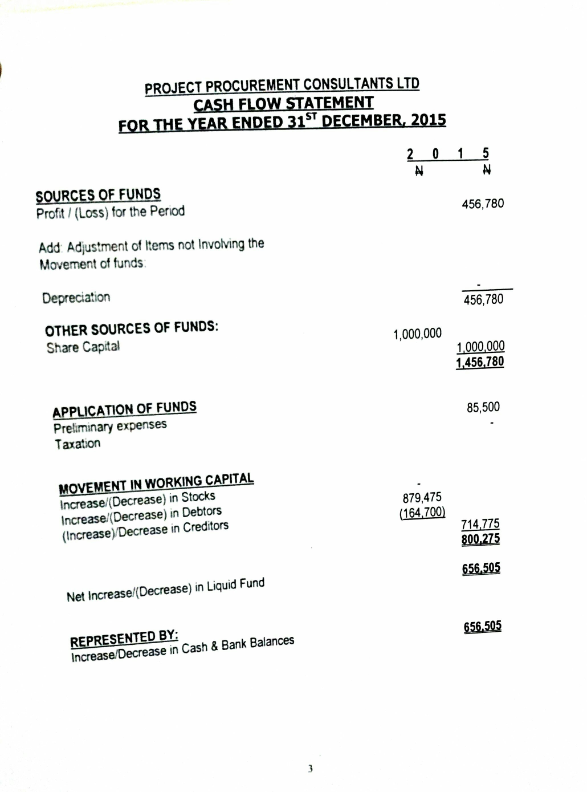 PROJECT PROCUREMENT CONSULTANTS LTD
CASH FLOW STATEMENT
FOR THE YEAR ENDED 31ST DECEMBER, 2015
2 0 1 5
₦ ₦
SOURCES OF FUNDS
Profit / (Loss) for the Period 456,780
Add: Adjustment of Items not Involving the
Movement of funds:
Depreciation -
456,780
OTHER SOURCES OF FUNDS:
Share Capital 1,000,000
1,000,000
1,456,780
APPLICATION OF FUNDS
Preliminary expenses 85,500
Taxation -
MOVEMENT IN WORKING CAPITAL
Increase/(Decrease) in Stocks -
Increase/(Decrease) in Debtors 879,475
(Increase)/Decrease in Creditors (164,700)
714,775
800,275
Net Increase/(Decrease) in Liquid Fund 656,505
REPRESENTED BY:
Increase/Decrease in Cash & Bank Balances 656,505
3